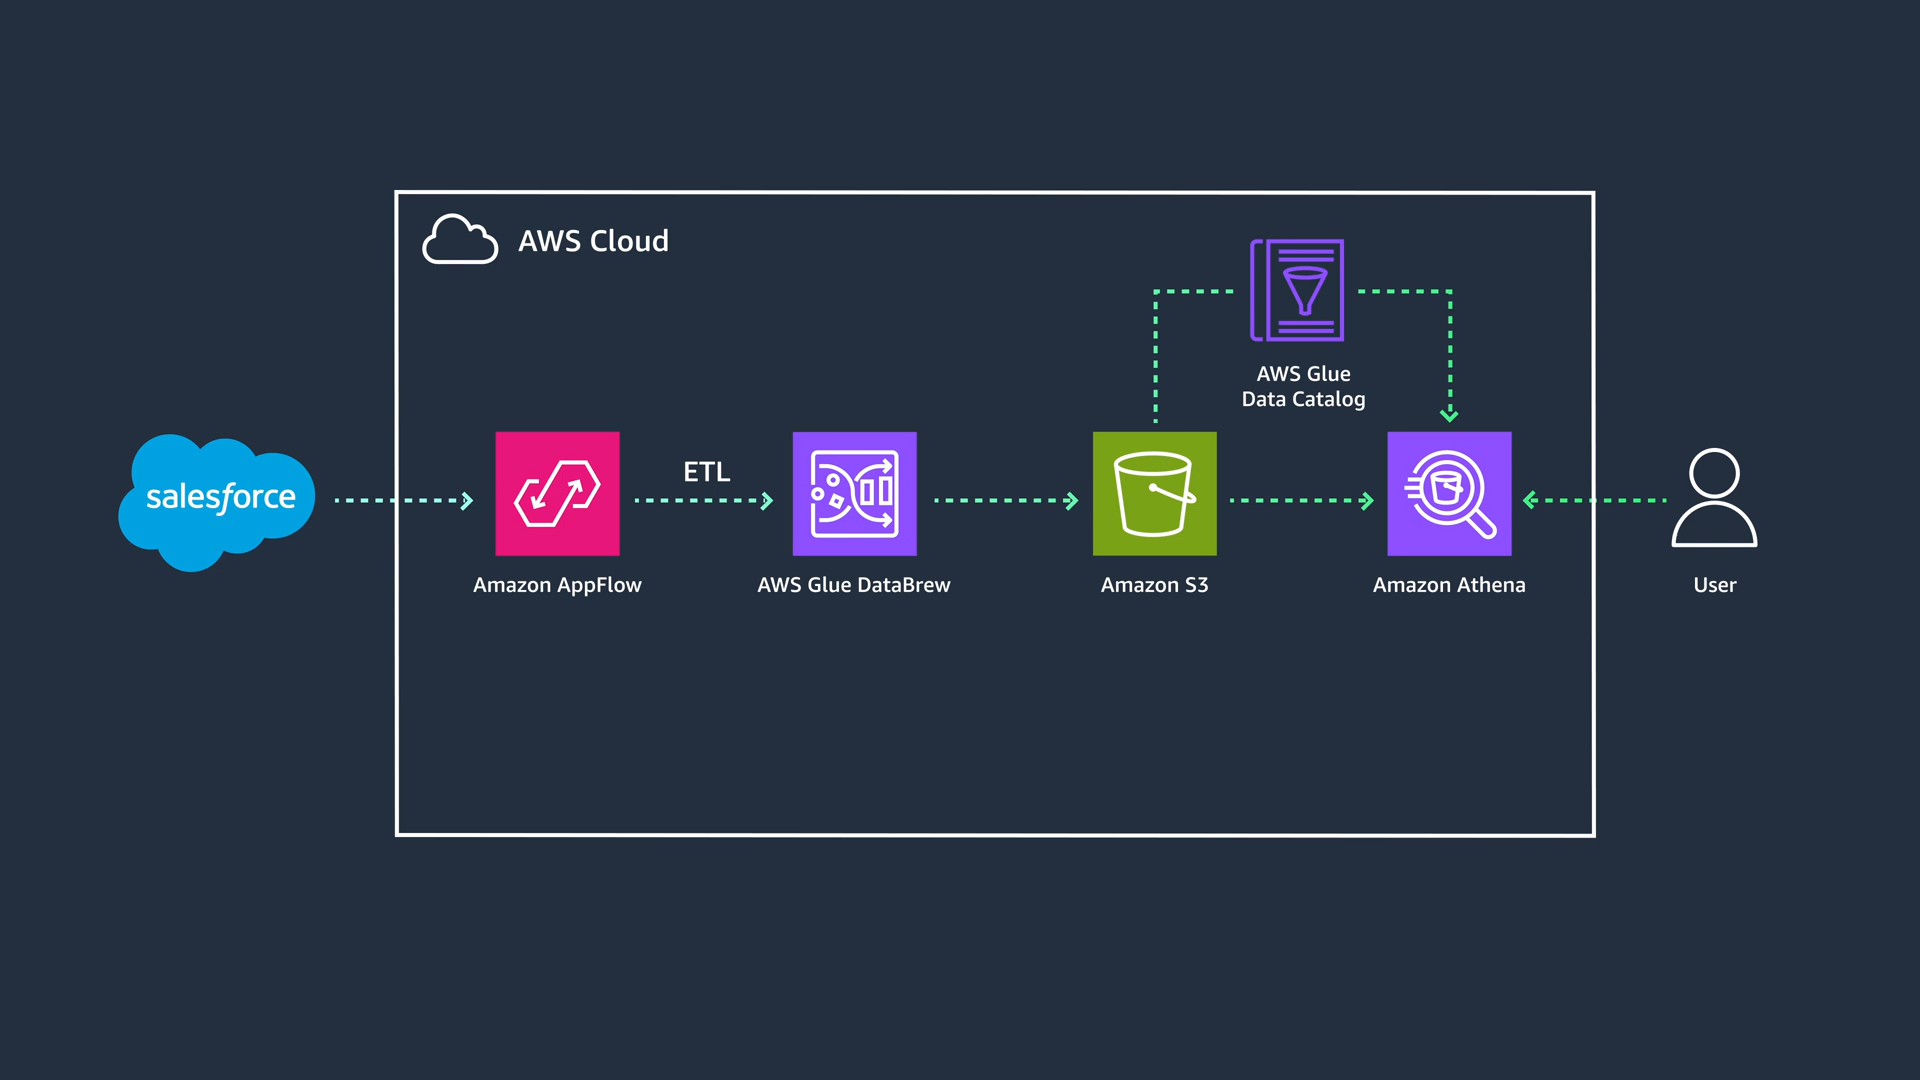 AWS Cloud
AWS Glue
Data Catalog
salesforce
ETL
Amazon AppFlow
AWS Glue DataBrew
Amazon S3
Amazon Athena
User